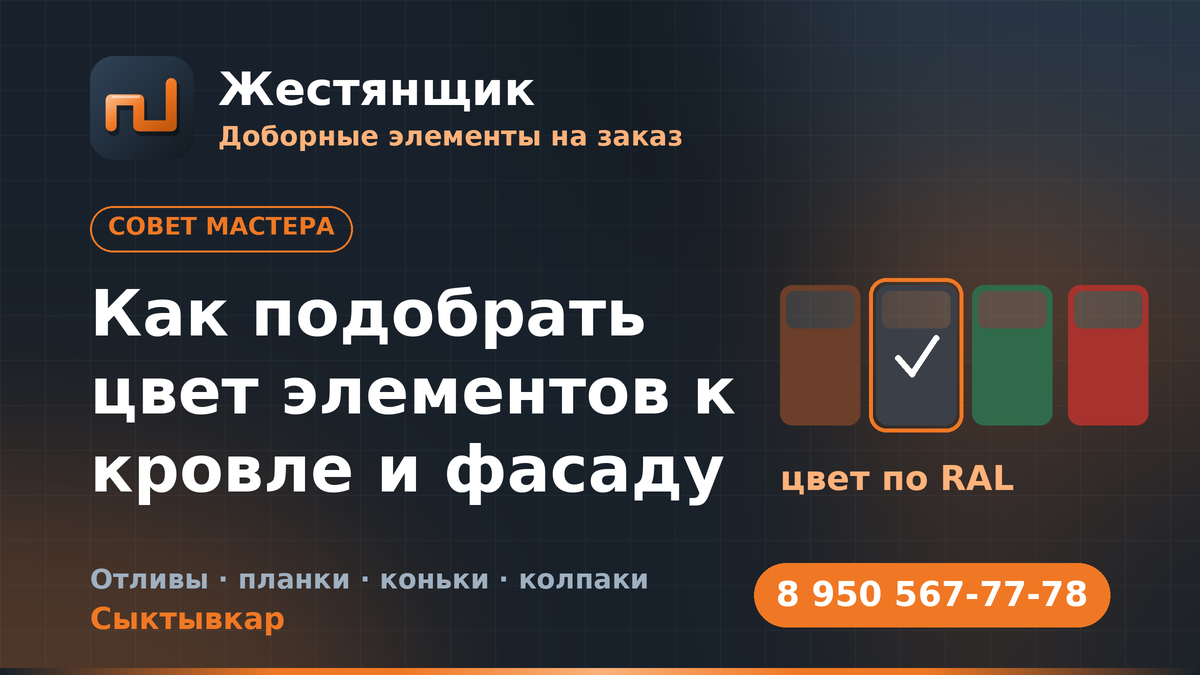 Жестянщик
Доборные элементы на заказ
СОВЕТ МАСТЕРА
Как подобрать
цвет элементов к
кровле и фасаду
цвет по RAL
Отливы · планки · коньки · колпаки
Сыктывкар
8 950 567-77-78